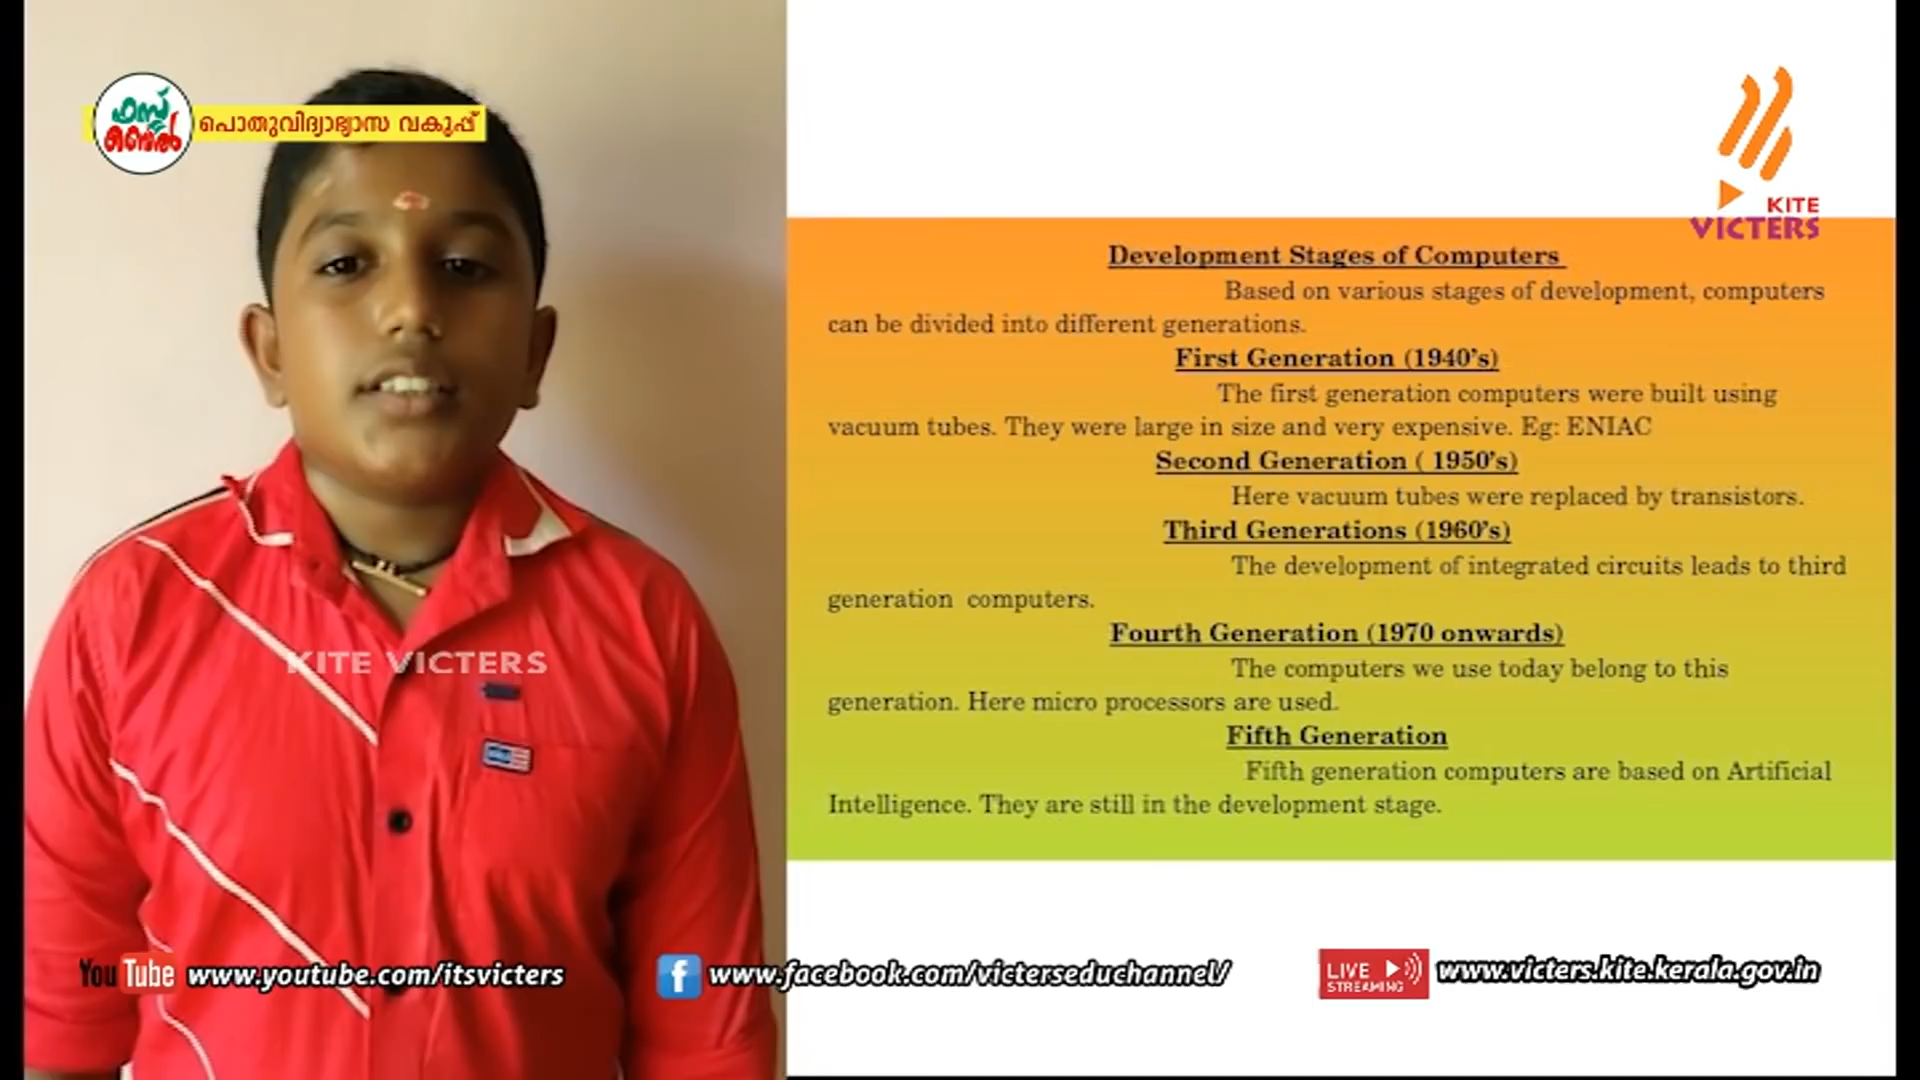 ഫസ്റ്റ്
ബെൽ
പൊതുവിദ്യാഭ്യാസ വകുപ്പ്
KITE
VICTERS
Development Stages of Computers
Based on various stages of development, computers
can be divided into different generations.
First Generation (1940's)
The first generation computers were built using
vacuum tubes. They were large in size and very expensive. Eg: ENIAC
Second Generation ( 1950's)
Here vacuum tubes were replaced by transistors.
Third Generations (1960's)
The development of integrated circuits leads to third
generation computers.
Fourth Generation (1970 onwards)
The computers we use today belong to this
generation. Here micro processors are used.
Fifth Generation
Fifth generation computers are based on Artificial
Intelligence. They are still in the development stage.
KITE VICTERS
YouTube www.youtube.com/itsvicters
f www.facebook.com/victerseduchannel/
LIVE
STREAMING
www.victers.kite.kerala.gov.in